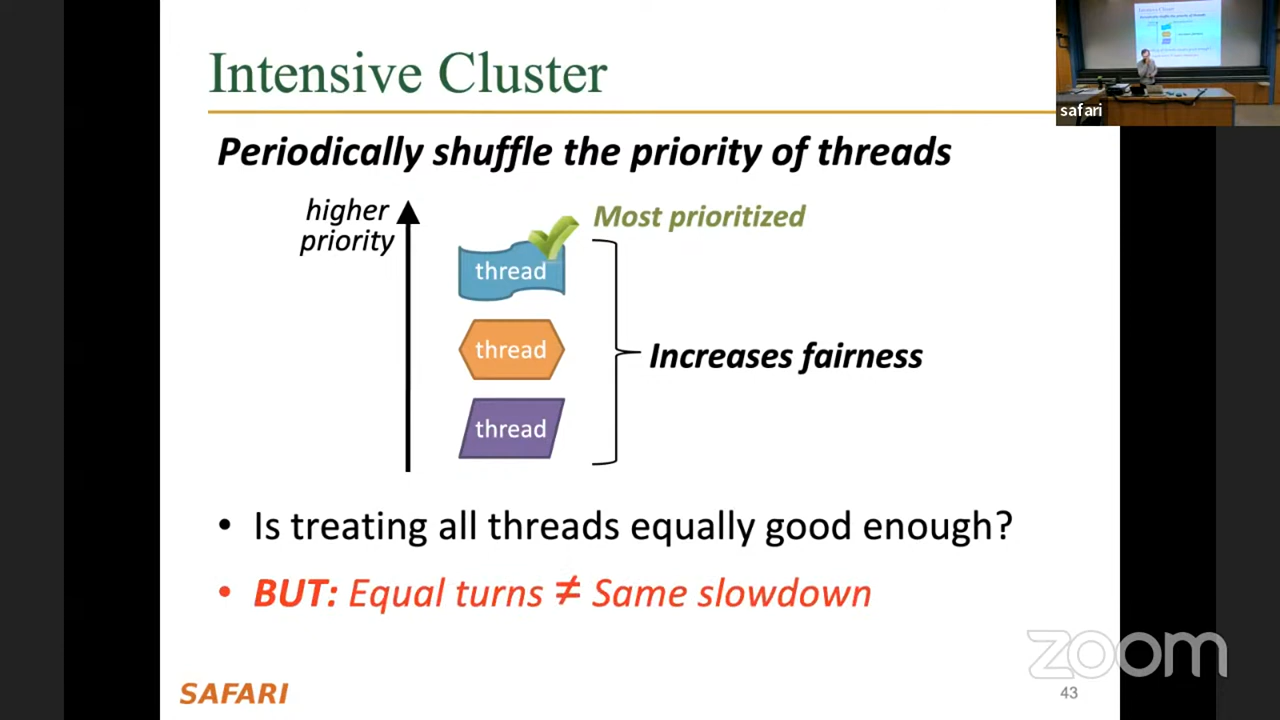 Intensive Cluster
safari
Periodically shuffle the priority of threads
higher
priority
Most prioritized
thread
thread
thread
Increases fairness
• Is treating all threads equally good enough?
• BUT: Equal turns ≠ Same slowdown
zoom
SAFARI
43